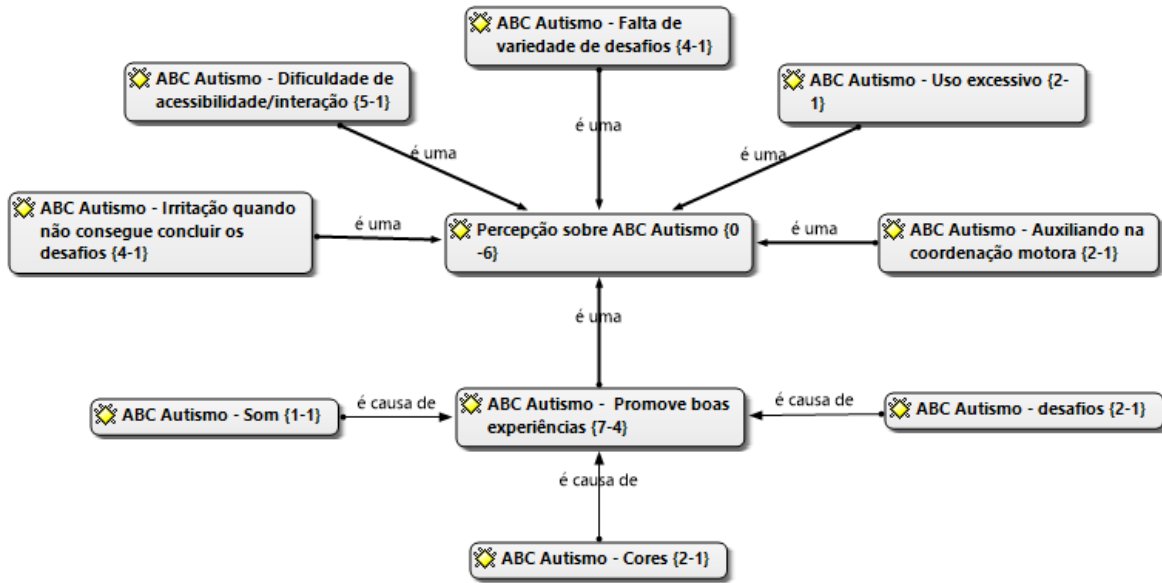 ABC Autismo - Falta de
variedade de desafios {4-1}
ABC Autismo - Dificuldade de
acessibilidade/interação {5-1}
ABC Autismo - Uso excessivo {2-
1}
é uma
é uma
é uma
ABC Autismo - Irritação quando
não consegue concluir os
desafios {4-1}
é uma
Percepção sobre ABC Autismo {0
-6}
é uma
ABC Autismo - Auxiliando na
coordenação motora {2-1}
é uma
ABC Autismo - Som {1-1}
é causa de
ABC Autismo - Promove boas
experiências {7-4}
é causa de
ABC Autismo - desafios {2-1}
é causa de
ABC Autismo - Cores {2-1}